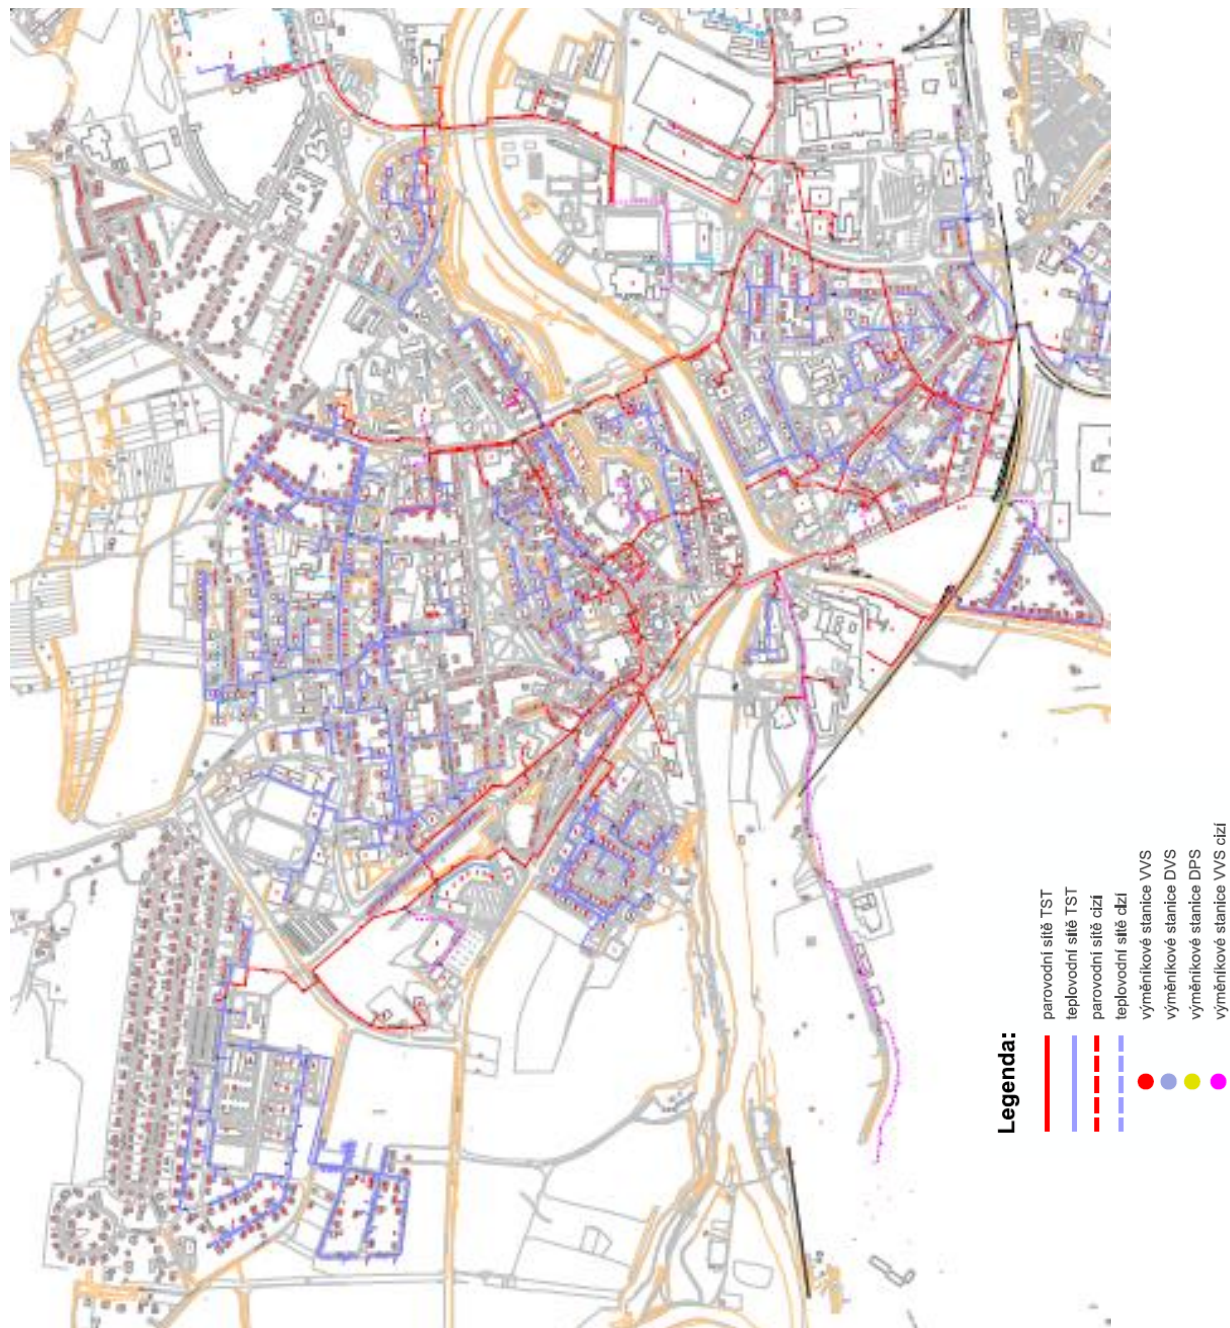 Legenda:
parovodní sítě TST
teplovodní sítě TST
parovodní sítě cizí
teplovodní sítě cizí
výměníkové stanice VVS
výměníkové stanice DVS
výměníkové stanice DPS
výměníkové stanice VVS cizí